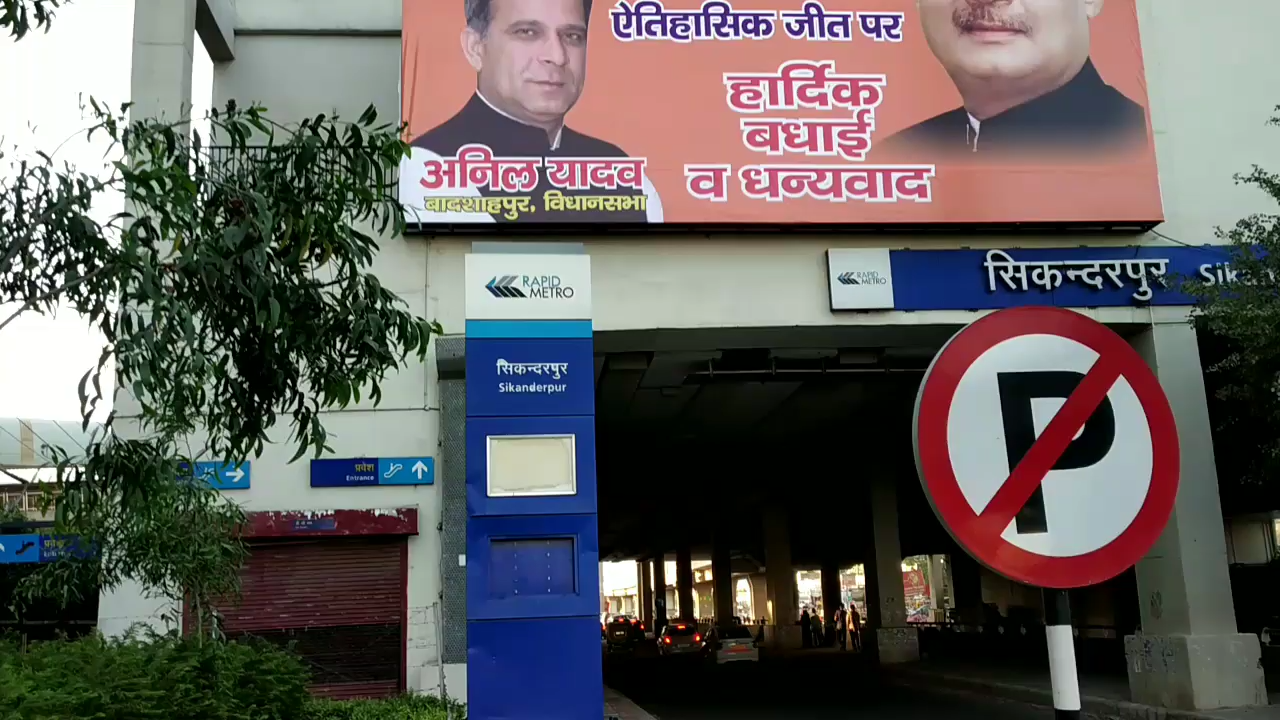 ऐतिहासिक जीत पर
हार्दिक
बधाई
व धन्यवाद
अनिल यादव
बादशाहपुर, विधानसभा
RAPID
METRO
सिकन्दरपुर
Sikanderpur
RAPID
METRO
सिकन्दरपुर
प्रवेश
Entrance
P